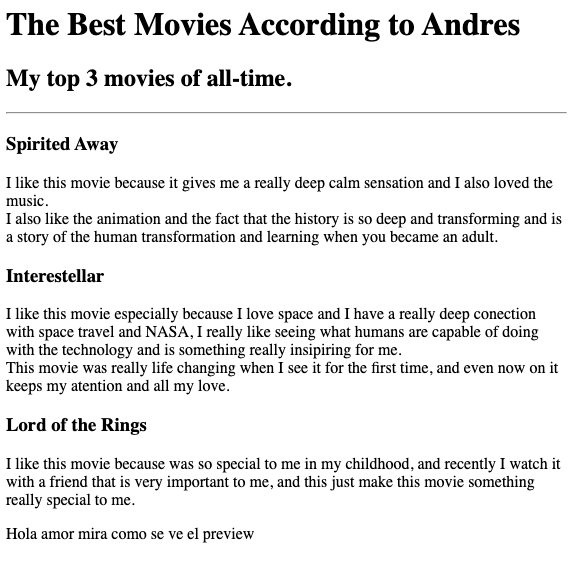 The Best Movies According to Andres
My top 3 movies of all-time.
Spirited Away
I like this movie because it gives me a really deep calm sensation and I also loved the
music.
I also like the animation and the fact that the history is so deep and transforming and is
a story of the human transformation and learning when you became an adult.
Interestellar
I like this movie especially because I love space and I have a really deep conection
with space travel and NASA, I really like seeing what humans are capable of doing
with the technology and is something really insipiring for me.
This movie was really life changing when I see it for the first time, and even now on it
keeps my atention and all my love.
Lord of the Rings
I like this movie because was so special to me in my childhood, and recently I watch it
with a friend that is very important to me, and this just make this movie something
really special to me.
Hola amor mira como se ve el preview